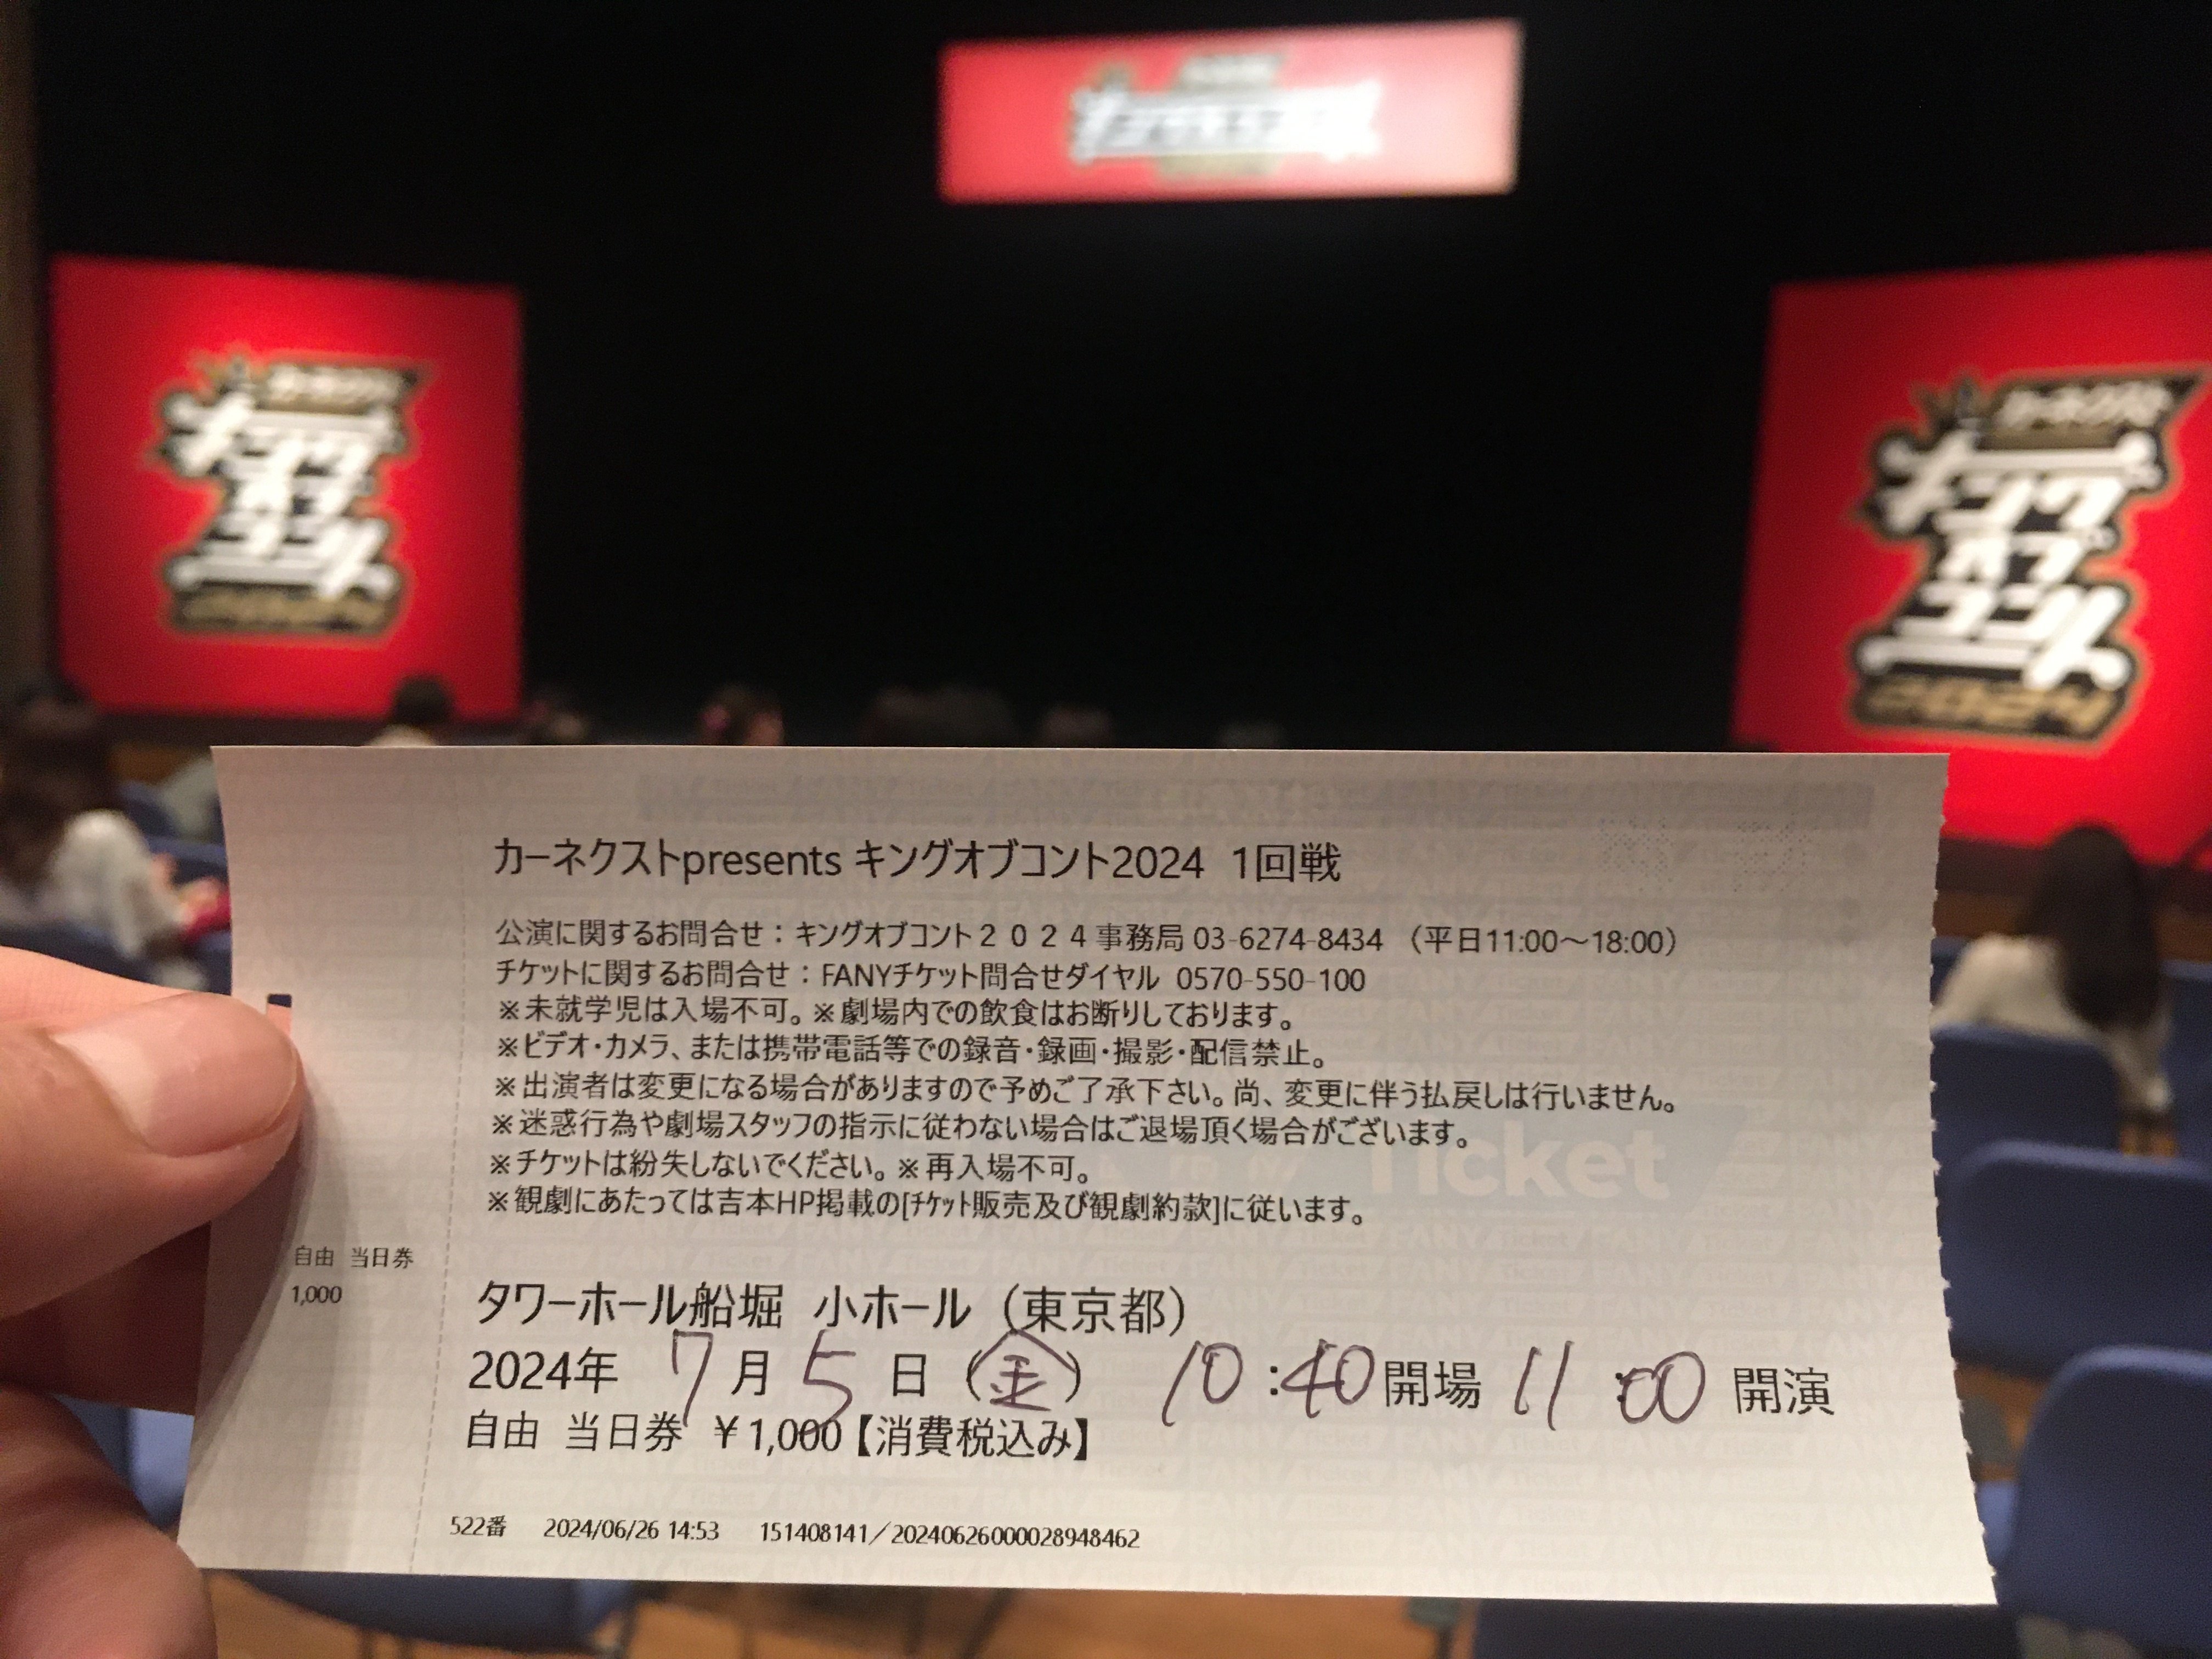 カーネクスト
キング
オブ
コント
2024
カーネクストpresents キングオブコント2024 1回戦
公演に関するお問合せ：キングオブコント２０２４事務局 03-6274-8434 （平日11:00～18:00）
チケットに関するお問合せ：FANYチケット問合せダイヤル 0570-550-100
※未就学児は入場不可。※劇場内での飲食はお断りしております。
※ビデオ・カメラ、または携帯電話等での録音・録画・撮影・配信禁止。
※出演者は変更になる場合がありますので予めご了承下さい。尚、変更に伴う払戻しは行いません。
※迷惑行為や劇場スタッフの指示に従わない場合はご退場頂く場合がございます。
※チケットは紛失しないでください。※再入場不可。
Ticket
※観劇にあたっては吉本HP掲載の[ﾁｹｯﾄ販売及び観劇約款]に従います。
自由 当日券
1,000
タワーホール船堀 小ホール（東京都）
2024年 7月 5日（金） 10:40開場 11:00 開演
自由 当日券 ￥1,000【消費税込み】
522番 2024/06/26 14:53 151408141／20240626000028948462